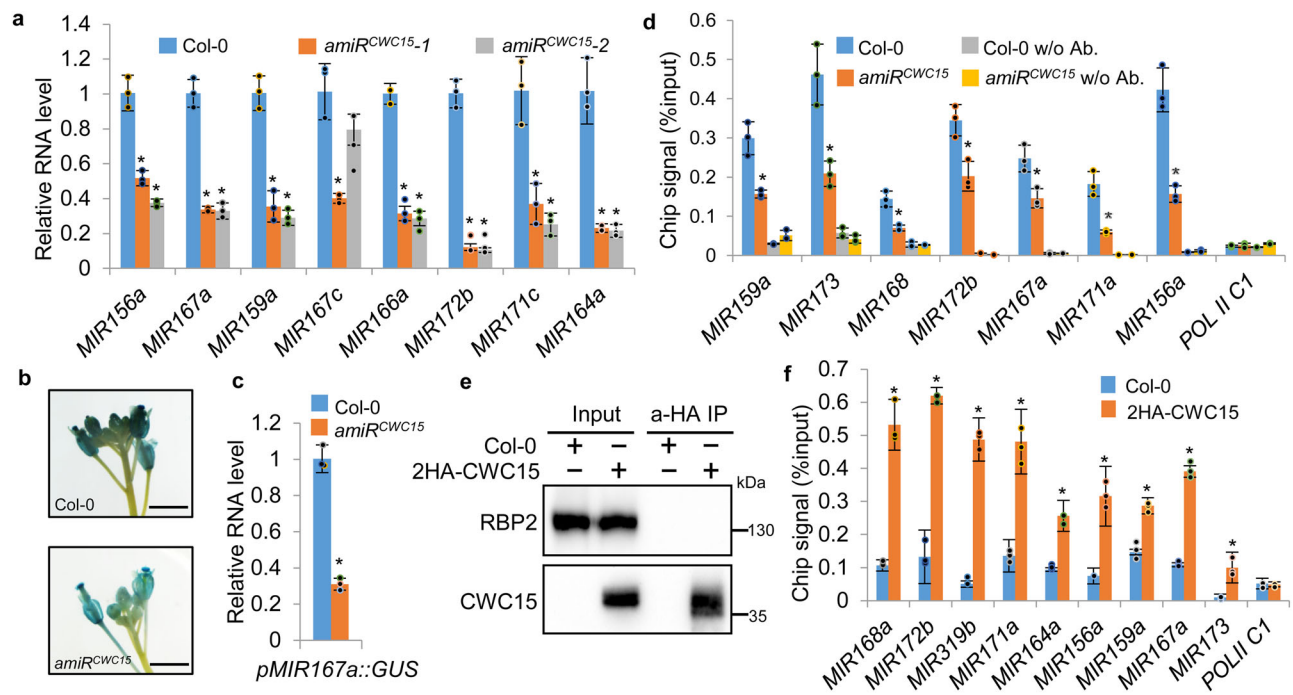 a
Relative RNA level
1.4
1.2
1
0.8
0.6
0.4
0.2
0
Col-0
amiR^CWC15-1
amiR^CWC15-2
* * * * * * * * * * * * * * *
MIR156a
MIR167a
MIR159a
MIR167c
MIR166a
MIR172b
MIR171c
MIR164a
b
Col-0
amiR^CWC15
c
Col-0
amiR^CWC15
Relative RNA level
1.2
1
0.8
0.6
0.4
0.2
0
*
pMIR167a::GUS
d
Chip signal (%input)
0.6
0.5
0.4
0.3
0.2
0.1
0
Col-0
Col-0 w/o Ab.
amiR^CWC15
amiR^CWC15 w/o Ab.
* * * * * * *
MIR159a
MIR173
MIR168
MIR172b
MIR167a
MIR171a
MIR156a
POL II C1
e
Input a-HA IP
Col-0 + − + −
2HA-CWC15 − + − +
kDa
RBP2
130
CWC15
35
f
Chip signal (%input)
0.7
0.6
0.5
0.4
0.3
0.2
0.1
0
Col-0
2HA-CWC15
* * * * * * * * *
MIR168a
MIR172b
MIR319b
MIR171a
MIR164a
MIR156a
MIR159a
MIR167a
MIR173
POLII C1